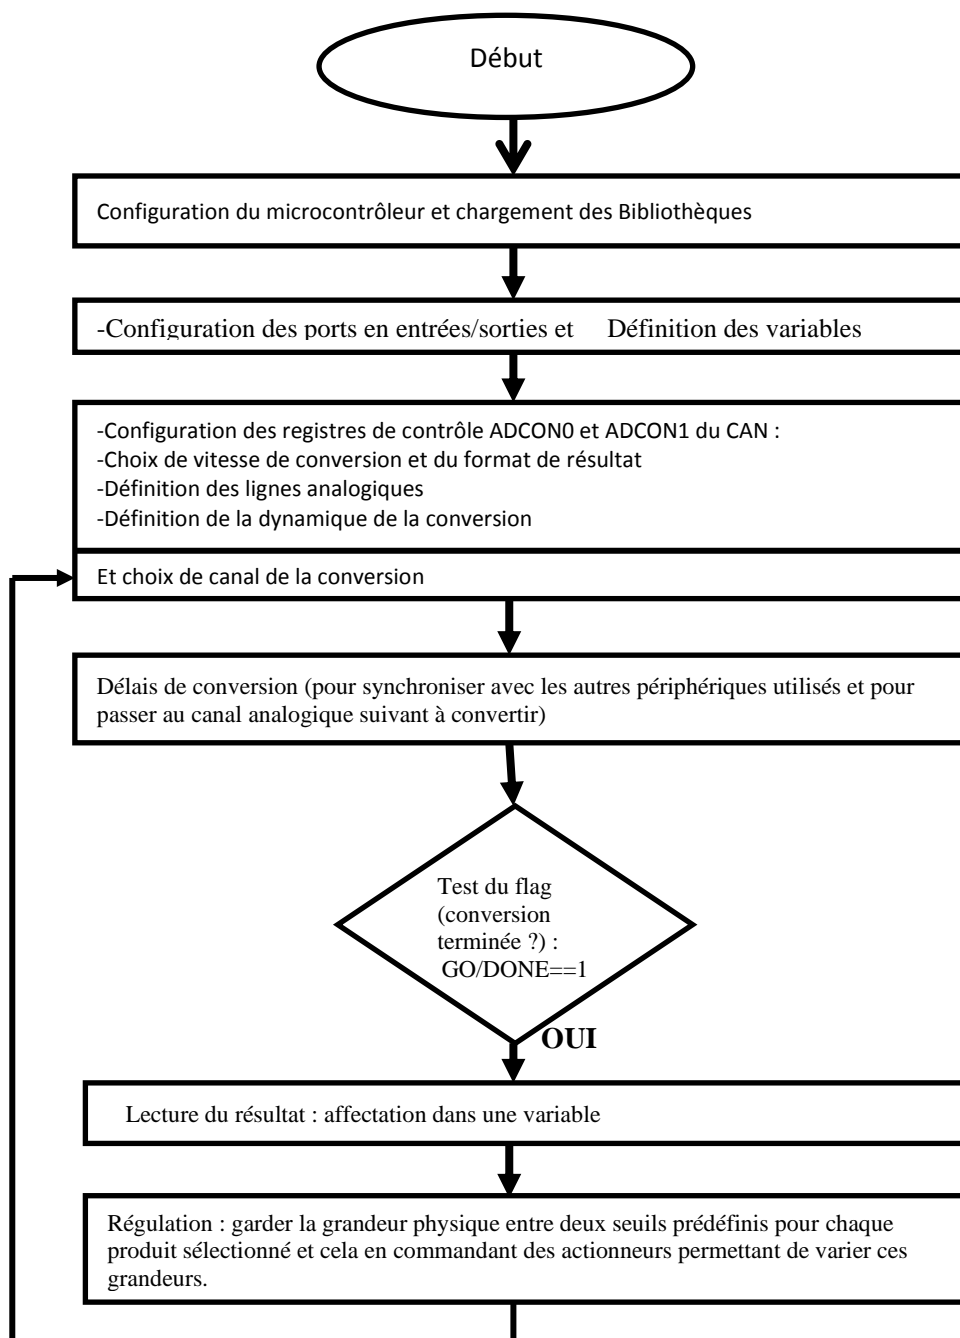 Début
Configuration du microcontrôleur et chargement des Bibliothèques
-Configuration des ports en entrées/sorties et Définition des variables
-Configuration des registres de contrôle ADCON0 et ADCON1 du CAN :
-Choix de vitesse de conversion et du format de résultat
-Définition des lignes analogiques
-Définition de la dynamique de la conversion
Et choix de canal de la conversion
Délais de conversion (pour synchroniser avec les autres périphériques utilisés et pour
passer au canal analogique suivant à convertir)
Test du flag
(conversion
terminée ?) :
GO/DONE==1
OUI
Lecture du résultat : affectation dans une variable
Régulation : garder la grandeur physique entre deux seuils prédéfinis pour chaque
produit sélectionné et cela en commandant des actionneurs permettant de varier ces
grandeurs.